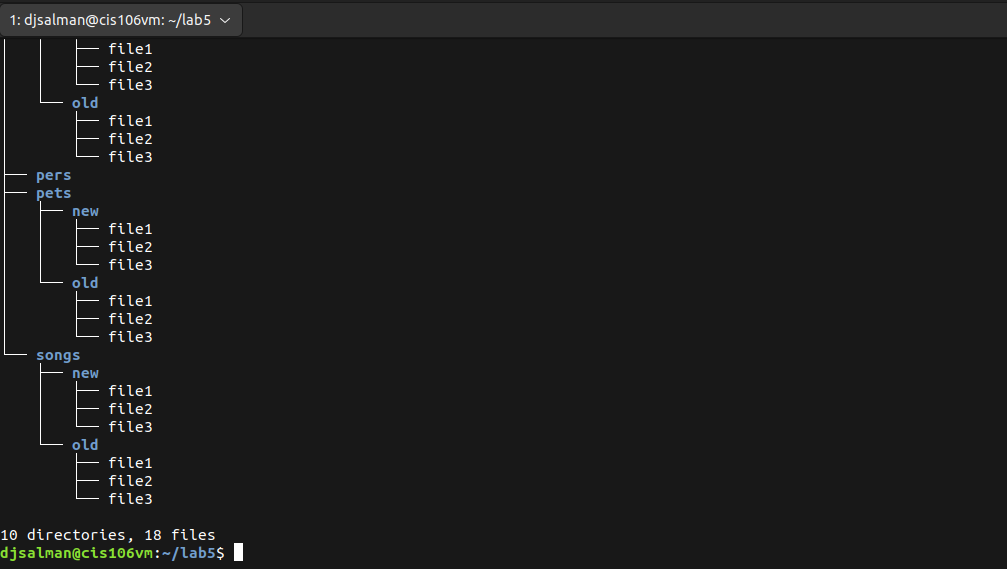 1: djsalman@cis106vm: ~/lab5
├── file1
├── file2
└── file3
└── old
├── file1
├── file2
└── file3
├── pers
├── pets
├── new
├── file1
├── file2
└── file3
└── old
├── file1
├── file2
└── file3
└── songs
├── new
├── file1
├── file2
└── file3
└── old
├── file1
├── file2
└── file3
10 directories, 18 files
djsalman@cis106vm:~/lab5$